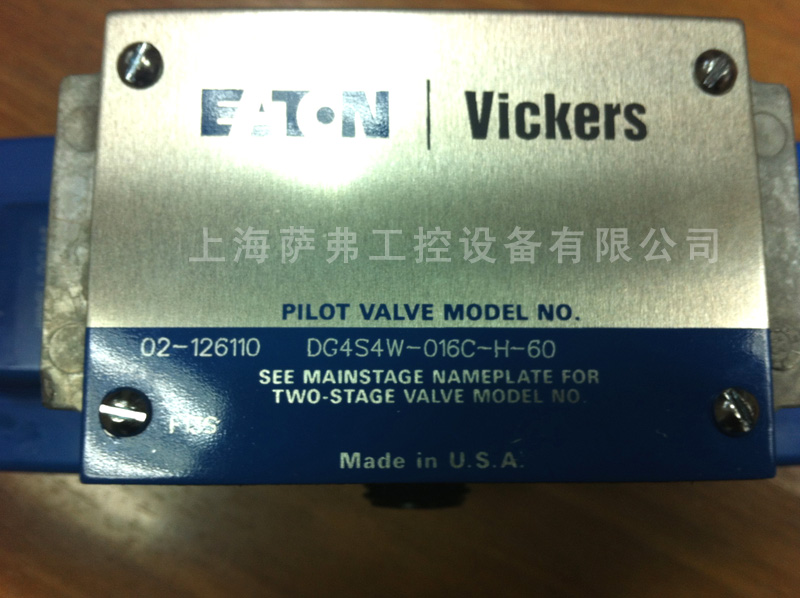 EATON | Vickers
上海萨弗工控设备有限公司
PILOT VALVE MODEL NO.
02-126110 DG4S4W-016C-H-60
SEE MAINSTAGE NAMEPLATE FOR
TWO-STAGE VALVE MODEL NO.
Made in U.S.A.